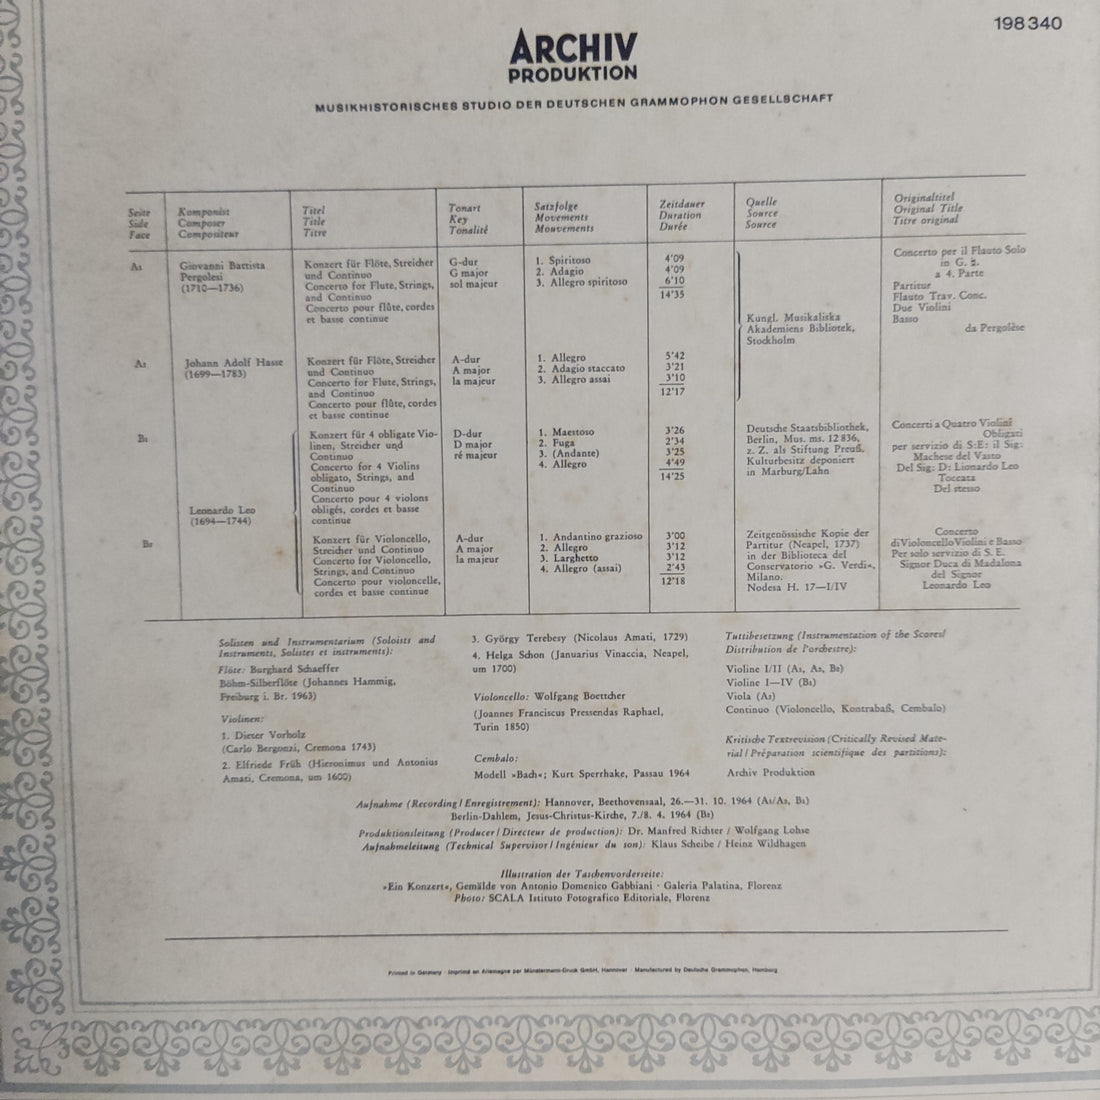 198 340
ARCHIV
PRODUKTION
MUSIKHISTORISCHES STUDIO DER DEUTSCHEN GRAMMOPHON GESELLSCHAFT
Seite
Side
Face
Komponist
Composer
Compositeur
Titel
Title
Titre
Tonart
Key
Tonalité
Satzfolge
Movements
Mouvements
Zeitdauer
Duration
Durée
Quelle
Source
Source
Originaltitel
Original Title
Titre original
A1
Giovanni Battista
Pergolesi
(1710—1736)
Konzert für Flöte, Streicher
und Continuo
Concerto for Flute, Strings,
and Continuo
Concerto pour flûte, cordes
et basse continue
G-dur
G major
sol majeur
1. Spiritoso
2. Adagio
3. Allegro spiritoso
4'09
4'09
6'10
14'35
Kungl. Musikaliska
Akademiens Bibliotek,
Stockholm
Concerto per il Flauto Solo
in G.
a 4. Parte
Partitur
Flauto Trav. Conc.
Due Violini
Basso
da Pergolèse
A2
Johann Adolf Hasse
(1699—1783)
Konzert für Flöte, Streicher
und Continuo
Concerto for Flute, Strings,
and Continuo
Concerto pour flûte, cordes
et basse continue
A-dur
A major
la majeur
1. Allegro
2. Adagio staccato
3. Allegro assai
5'42
3'21
3'10
12'17
B1
Leonardo Leo
(1694—1744)
Konzert für 4 obligate Vio-
linen, Streicher und
Continuo
Concerto for 4 Violins
obligato, Strings, and
Continuo
Concerto pour 4 violons
obligés, cordes et basse
continue
D-dur
D major
ré majeur
1. Maestoso
2. Fuga
3. (Andante)
4. Allegro
3'26
2'34
3'25
4'49
14'25
Deutsche Staatsbibliothek,
Berlin, Mus. ms. 12 836,
z. Z. als Stiftung Preuß.
Kulturbesitz deponiert
in Marburg/Lahn
Concerti a Quatro Violini
Obligati
per servizio di S:E: il Sig:
Machese del Vasto
Del Sig: D: Lionardo Leo
Toccata
Del stesso
B2
Konzert für Violoncello,
Streicher und Continuo
Concerto for Violoncello,
Strings, and Continuo
Concerto pour violoncelle,
cordes et basse continue
A-dur
A major
la majeur
1. Andantino grazioso
2. Allegro
3. Larghetto
4. Allegro (assai)
3'00
3'12
3'12
2'43
12'18
Zeitgenössische Kopie der
Partitur (Neapel, 1737)
in der Biblioteca del
Conservatorio »G. Verdi«,
Milano.
Nodesa H. 17—I/IV
Concerto
di Violoncello Violini e Basso
Per solo servizio di S. E.
Signor Duca di Madalona
del Signor
Leonardo Leo
Solisten und Instrumentarium (Soloists and
Instruments, Solistes et instruments):
Flöte: Burghard Schaeffer
Böhm-Silberflöte (Johannes Hammig,
Freiburg i. Br. 1963)
Violinen:
1. Dieter Vorholz
(Carlo Bergonzi, Cremona 1743)
2. Elfriede Früh (Hieronimus und Antonius
Amati, Cremona, um 1600)
3. György Terebesy (Nicolaus Amati, 1729)
4. Helga Schon (Januarius Vinaccia, Neapel,
um 1700)
Violoncello: Wolfgang Boettcher
(Joannes Franciscus Pressendas Raphael,
Turin 1850)
Cembalo:
Modell »Bach«; Kurt Sperrhake, Passau 1964
Tuttibesetzung (Instrumentation of the Scores/
Distribution de l'orchestre):
Violine I/II (A1, A2, B2)
Violine I—IV (B1)
Viola (A2)
Continuo (Violoncello, Kontrabaß, Cembalo)
Kritische Textrevision (Critically Revised Mate-
rial / Préparation scientifique des partitions):
Archiv Produktion
Aufnahme (Recording / Enregistrement): Hannover, Beethovensaal, 26.—31. 10. 1964 (A1/A2, B1)
Berlin-Dahlem, Jesus-Christus-Kirche, 7./8. 4. 1964 (B2)
Produktionsleitung (Producer / Directeur de production): Dr. Manfred Richter / Wolfgang Lohse
Aufnahmeleitung (Technical Supervisor / Ingénieur du son): Klaus Scheibe / Heinz Wildhagen
Illustration der Taschenvorderseite:
»Ein Konzert«, Gemälde von Antonio Domenico Gabbiani · Galeria Palatina, Florenz
Photo: SCALA Istituto Fotografico Editoriale, Florenz
Printed in Germany · Imprimé en Allemagne par Münstermann-Druck GmbH, Hannover · Manufactured by Deutsche Grammophon, Hamburg